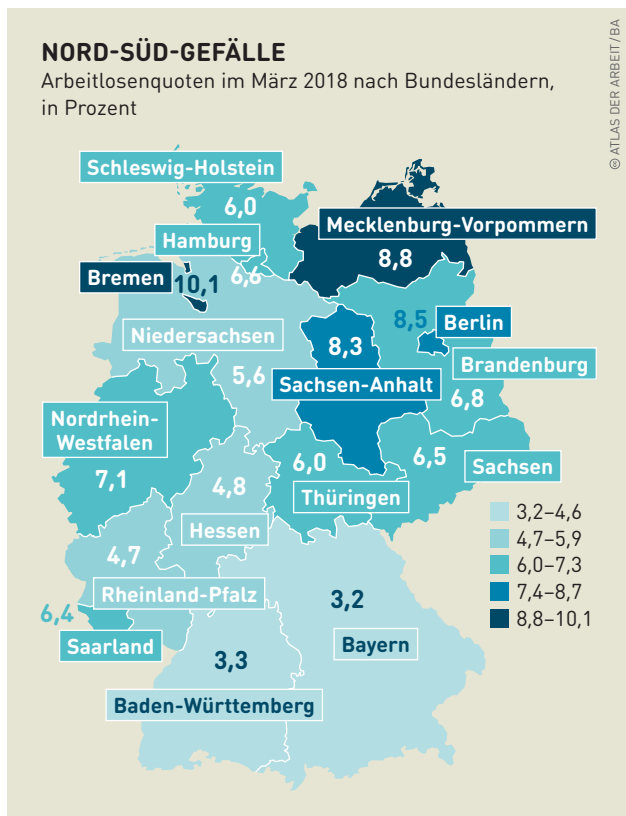 NORD-SÜD-GEFÄLLE
Arbeitlosenquoten im März 2018 nach Bundesländern,
in Prozent
ATLAS DER ARBEIT / BA
Schleswig-Holstein
6,0
Mecklenburg-Vorpommern
8,8
Hamburg
6,6
Bremen
10,1
Niedersachsen
5,6
8,5
Berlin
8,3
Sachsen-Anhalt
Brandenburg
6,8
Nordrhein-
Westfalen
7,1
6,0
Thüringen
6,5
Sachsen
4,8
Hessen
4,7
Rheinland-Pfalz
6,4
Saarland
3,2
Bayern
3,3
Baden-Württemberg
3,2–4,6
4,7–5,9
6,0–7,3
7,4–8,7
8,8–10,1